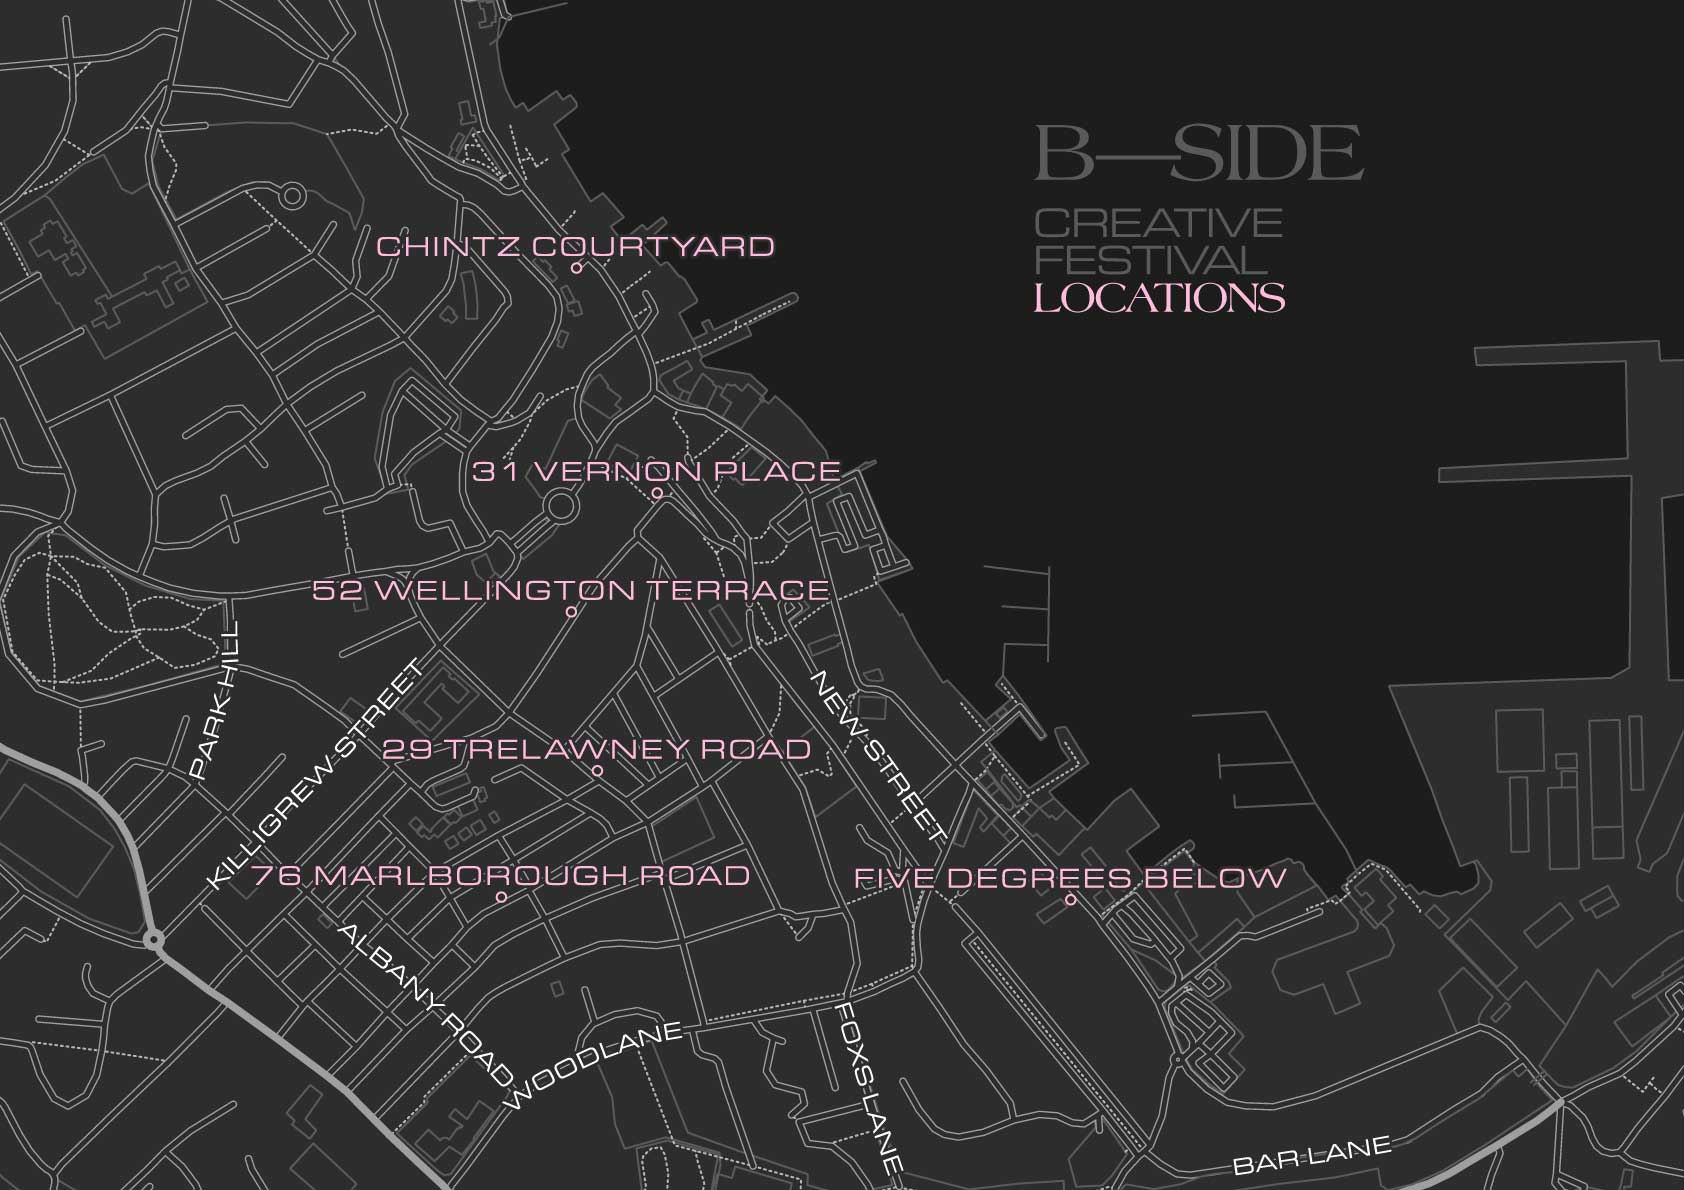 B—SIDE
CREATIVE
FESTIVAL
LOCATIONS
CHINTZ COURTYARD
31 VERNON PLACE
52 WELLINGTON TERRACE
PARK HILL
KILLIGREW STREET
NEW STREET
29 TRELAWNEY ROAD
76 MARLBOROUGH ROAD
FIVE DEGREES BELOW
ALBANY ROAD
WOODLANE
FOXS LANE
BAR LANE